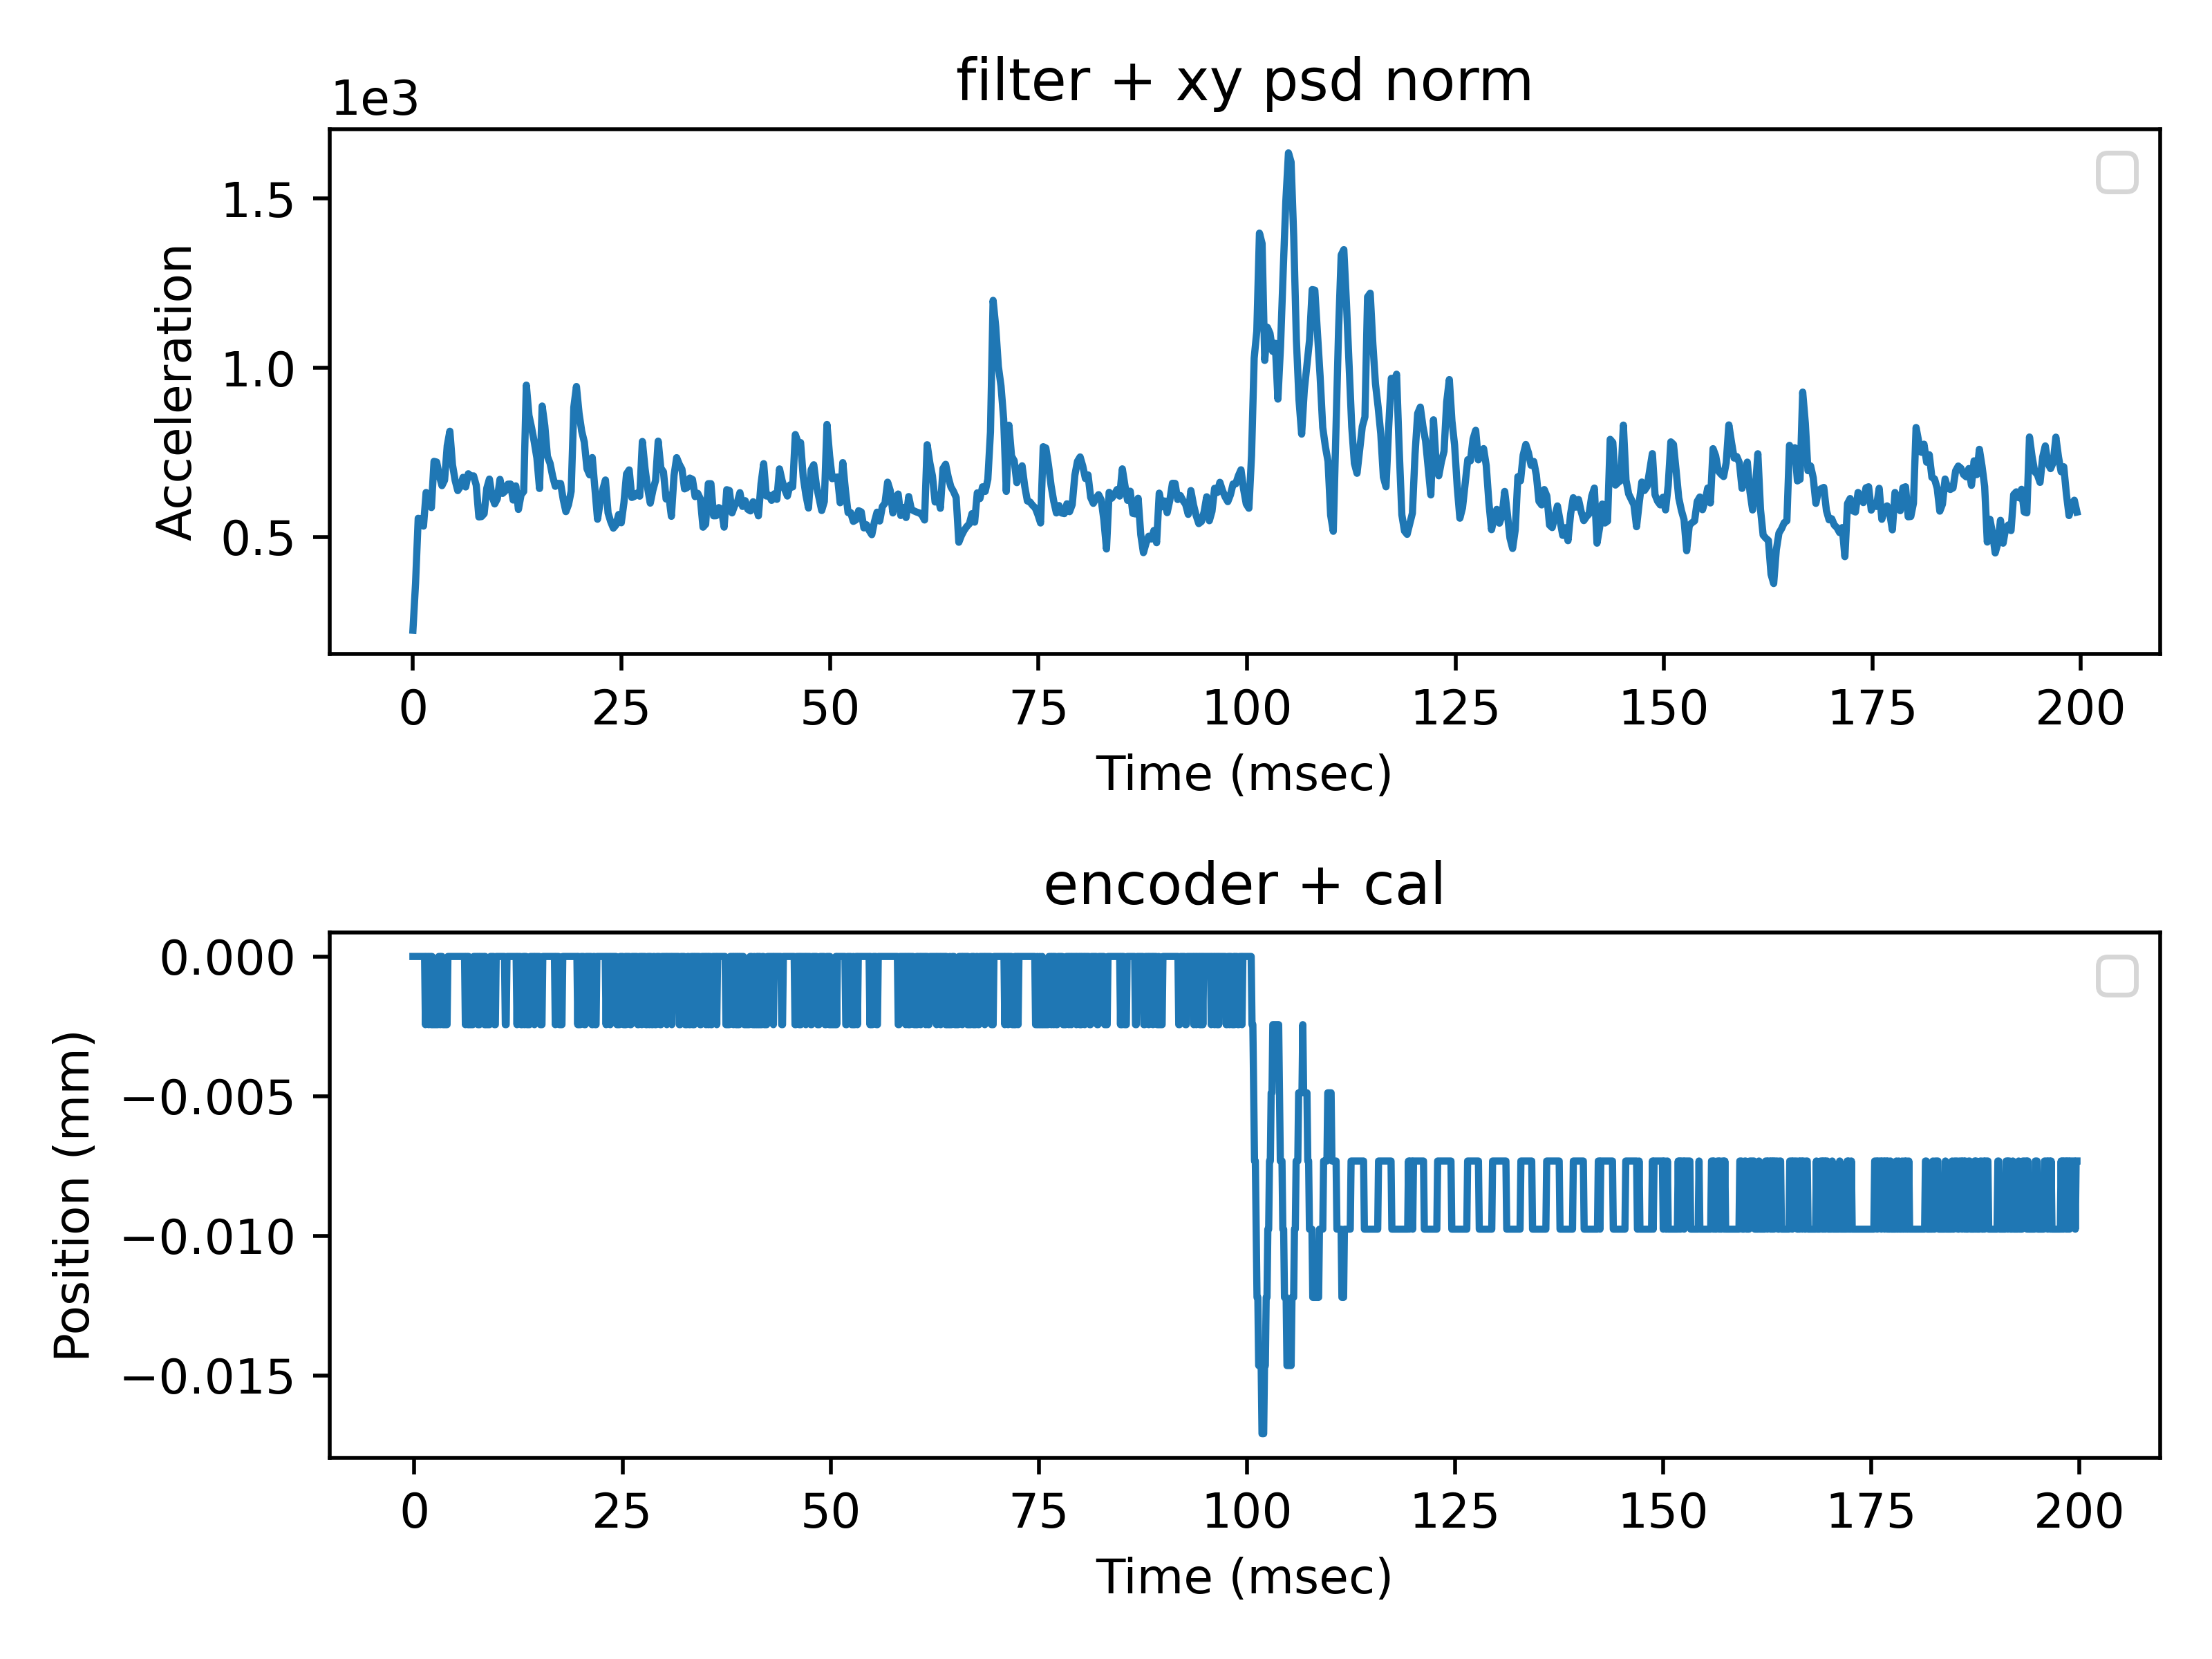 filter + xy psd norm
1e3
1.5
1.0
0.5
Acceleration
0 25 50 75 100 125 150 175 200
Time (msec)
encoder + cal
0.000
−0.005
−0.010
−0.015
Position (mm)
0 25 50 75 100 125 150 175 200
Time (msec)